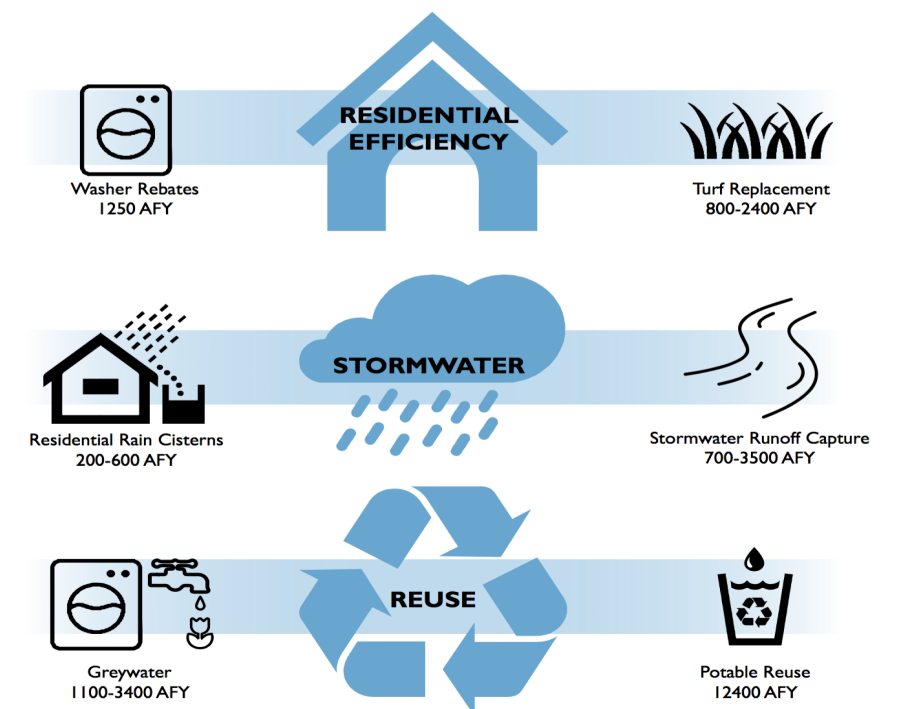 RESIDENTIAL
EFFICIENCY
Washer Rebates
1250 AFY
Turf Replacement
800-2400 AFY
STORMWATER
Residential Rain Cisterns
200-600 AFY
Stormwater Runoff Capture
700-3500 AFY
REUSE
Greywater
1100-3400 AFY
Potable Reuse
12400 AFY